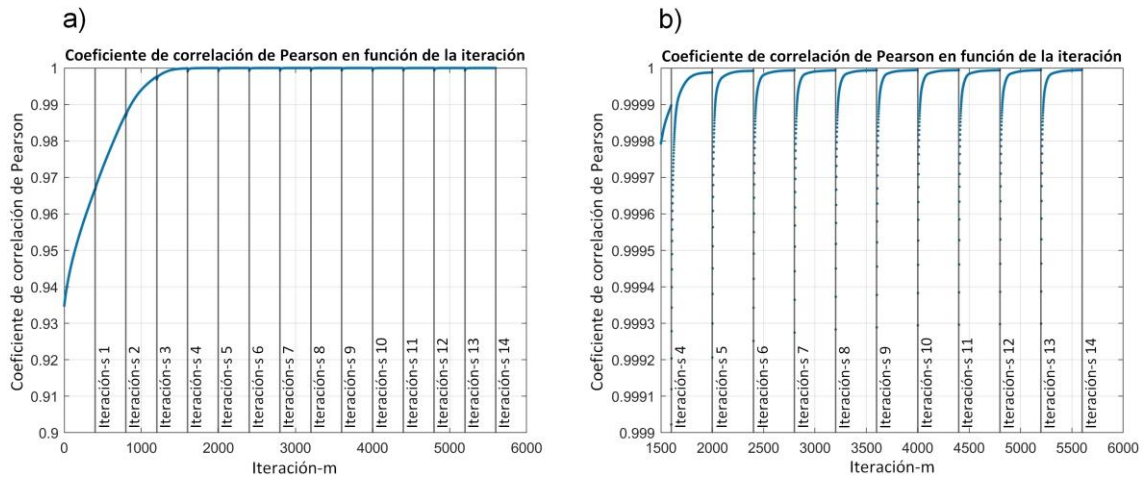 a)
Coeficiente de correlación de Pearson en función de la iteración
Coeficiente de correlación de Pearson
1
0.99
0.98
0.97
0.96
0.95
0.94
0.93
0.92
0.91
0.9
Iteración-s 1
Iteración-s 2
Iteración-s 3
Iteración-s 4
Iteración-s 5
Iteración-s 6
Iteración-s 7
Iteración-s 8
Iteración-s 9
Iteración-s 10
Iteración-s 11
Iteración-s 12
Iteración-s 13
Iteración-s 14
0 1000 2000 3000 4000 5000 6000
Iteración-m
b)
Coeficiente de correlación de Pearson en función de la iteración
Coeficiente de correlación de Pearson
1
0.9999
0.9998
0.9997
0.9996
0.9995
0.9994
0.9993
0.9992
0.9991
0.999
Iteración-s 4
Iteración-s 5
Iteración-s 6
Iteración-s 7
Iteración-s 8
Iteración-s 9
Iteración-s 10
Iteración-s 11
Iteración-s 12
Iteración-s 13
Iteración-s 14
1500 2000 2500 3000 3500 4000 4500 5000 5500 6000
Iteración-m